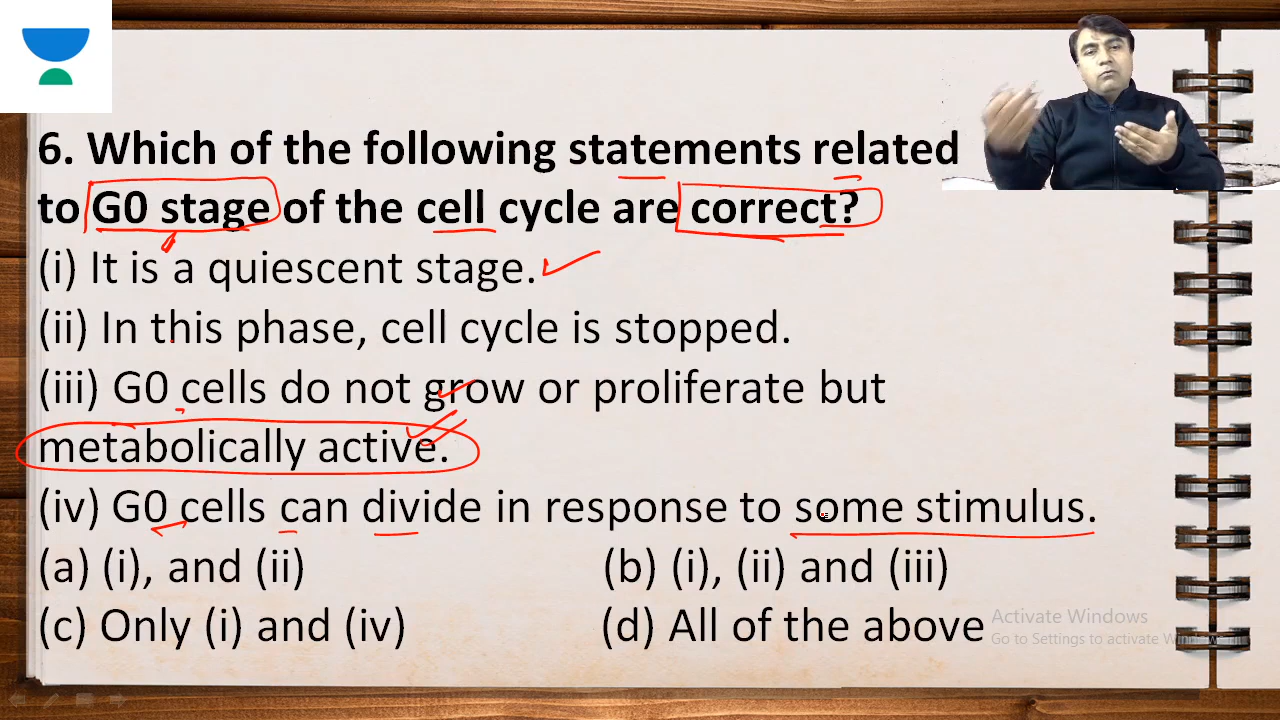 6. Which of the following statements related
to G0 stage of the cell cycle are correct?
(i) It is a quiescent stage.
(ii) In this phase, cell cycle is stopped.
(iii) G0 cells do not grow or proliferate but
metabolically active.
(iv) G0 cells can divide in response to some stimulus.
(a) (i), and (ii) (b) (i), (ii) and (iii)
(c) Only (i) and (iv) (d) All of the above
Activate Windows
Go to Settings to activate Windows.